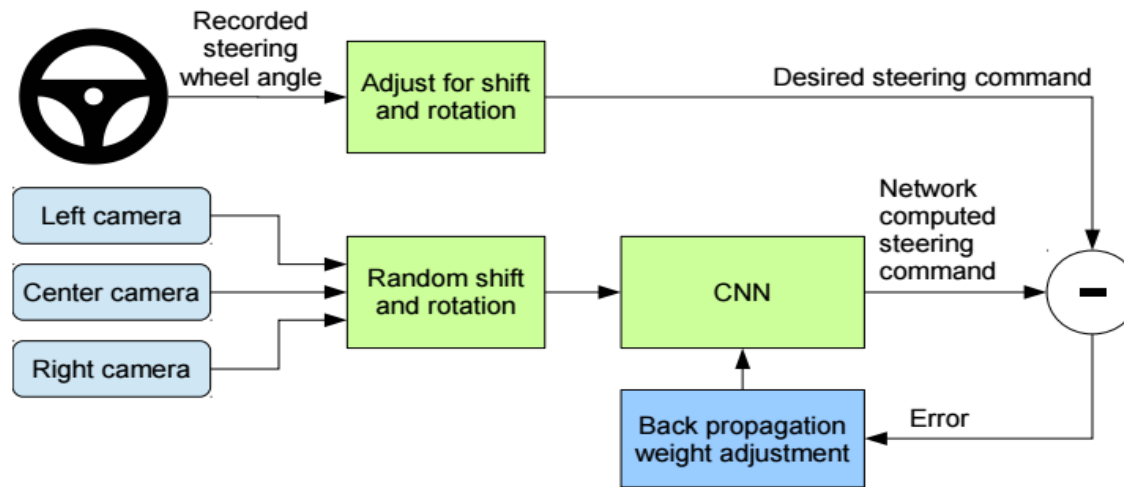 Recorded
steering
wheel angle
Adjust for shift
and rotation
Desired steering command
Left camera
Center camera
Right camera
Random shift
and rotation
CNN
Network
computed
steering
command
-
Back propagation
weight adjustment
Error